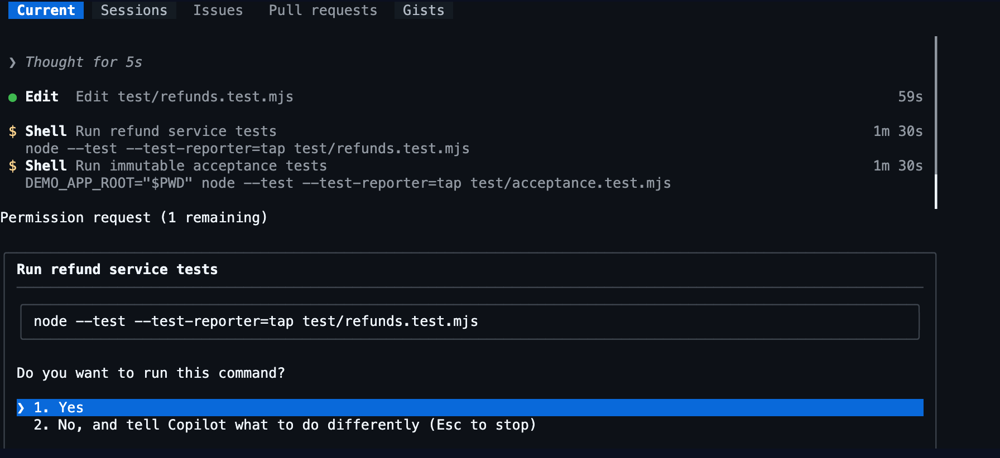 Current Sessions Issues Pull requests Gists
❯ Thought for 5s
● Edit Edit test/refunds.test.mjs 59s
$ Shell Run refund service tests 1m 30s
node --test --test-reporter=tap test/refunds.test.mjs
$ Shell Run immutable acceptance tests 1m 30s
DEMO_APP_ROOT="$PWD" node --test --test-reporter=tap test/acceptance.test.mjs
Permission request (1 remaining)
Run refund service tests
node --test --test-reporter=tap test/refunds.test.mjs
Do you want to run this command?
❯ 1. Yes
2. No, and tell Copilot what to do differently (Esc to stop)